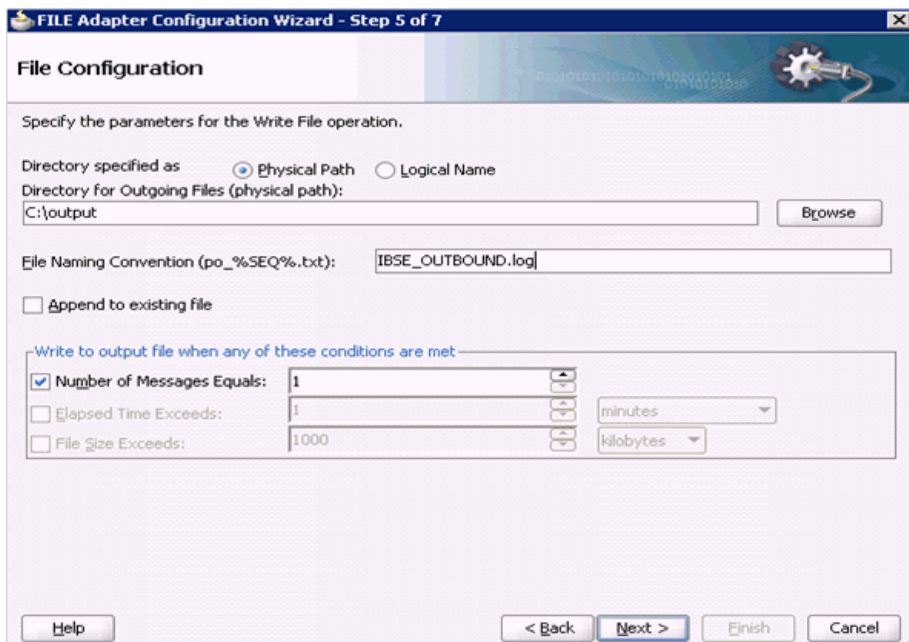 FILE Adapter Configuration Wizard - Step 5 of 7
File Configuration
Specify the parameters for the Write File operation.
Directory specified as Physical Path Logical Name
Directory for Outgoing Files (physical path):
C:\output Browse
File Naming Convention (po_%SEQ%.txt): IBSE_OUTBOUND.log
Append to existing file
Write to output file when any of these conditions are met
Number of Messages Equals: 1
Elapsed Time Exceeds: 1 minutes
File Size Exceeds: 1000 kilobytes
Help < Back Next > Finish Cancel